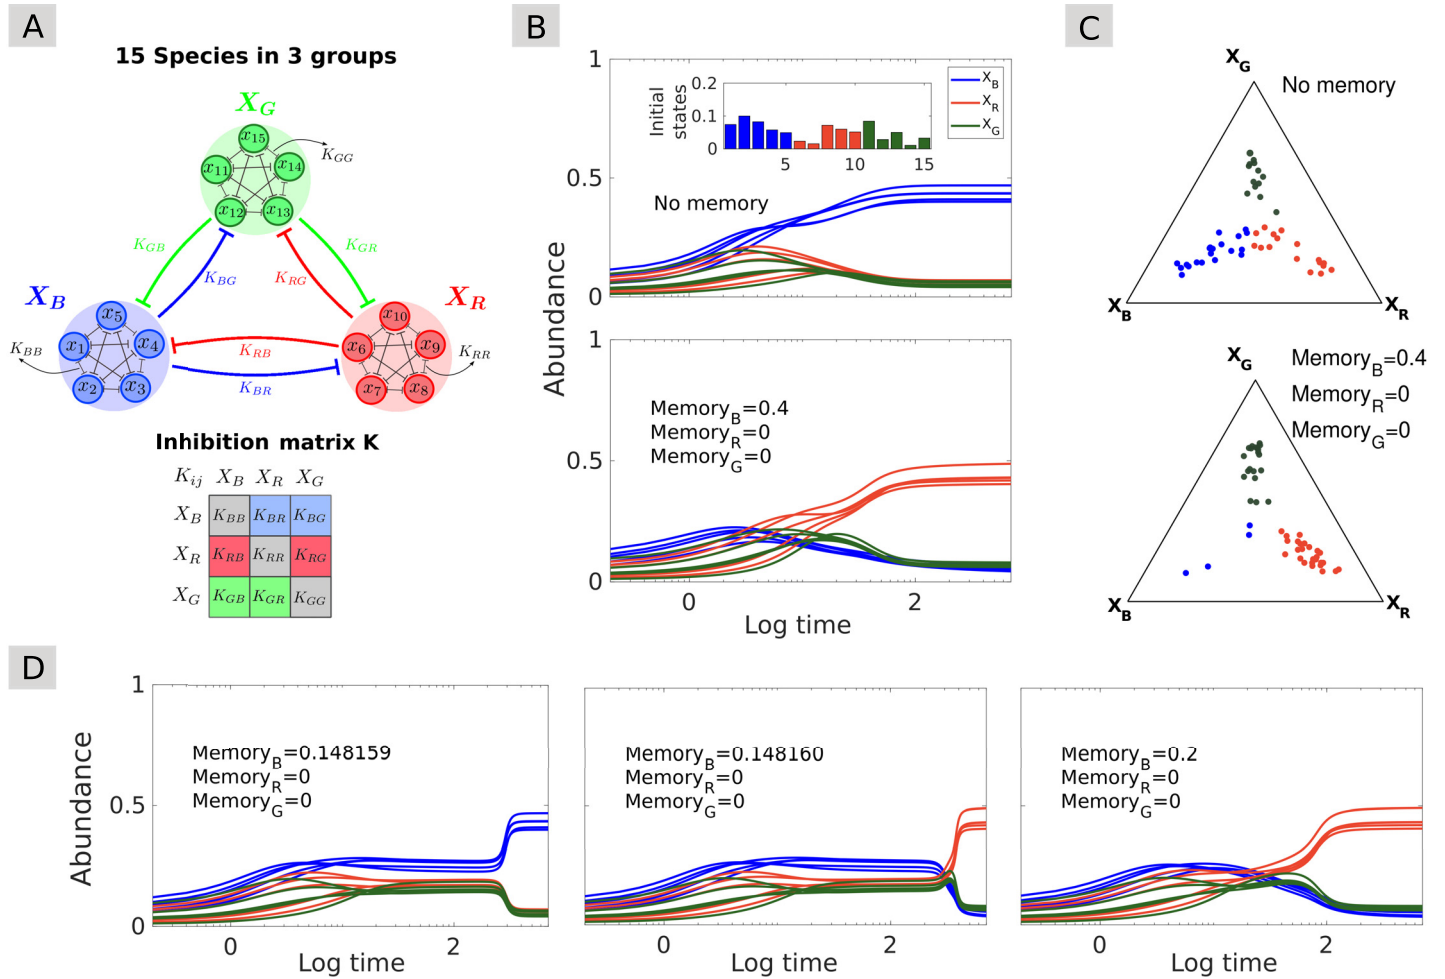 A
15 Species in 3 groups
X_G
x15
x11
x14
x12
x13
K_GG
K_GB
K_BG
K_RG
K_GR
X_B
X_R
x5
x1
x4
x2
x3
K_BB
x10
x6
x9
x7
x8
K_RR
K_RB
K_BR
Inhibition matrix K
K_ij X_B X_R X_G
X_B K_BB K_BR K_BG
X_R K_RB K_RR K_RG
X_G K_GB K_GR K_GG
B
1
0.5
0
Initial states
0.2
0.1
0
0 5 10 15
X_B
X_R
X_G
No memory
Abundance
1
0.5
0
Memory_B=0.4
Memory_R=0
Memory_G=0
0 2
Log time
C
X_G
No memory
X_B
X_R
X_G
Memory_B=0.4
Memory_R=0
Memory_G=0
X_B
X_R
D
Abundance
1
0.5
0
Memory_B=0.148159
Memory_R=0
Memory_G=0
0 2
Log time
Memory_B=0.148160
Memory_R=0
Memory_G=0
0 2
Log time
Memory_B=0.2
Memory_R=0
Memory_G=0
0 2
Log time